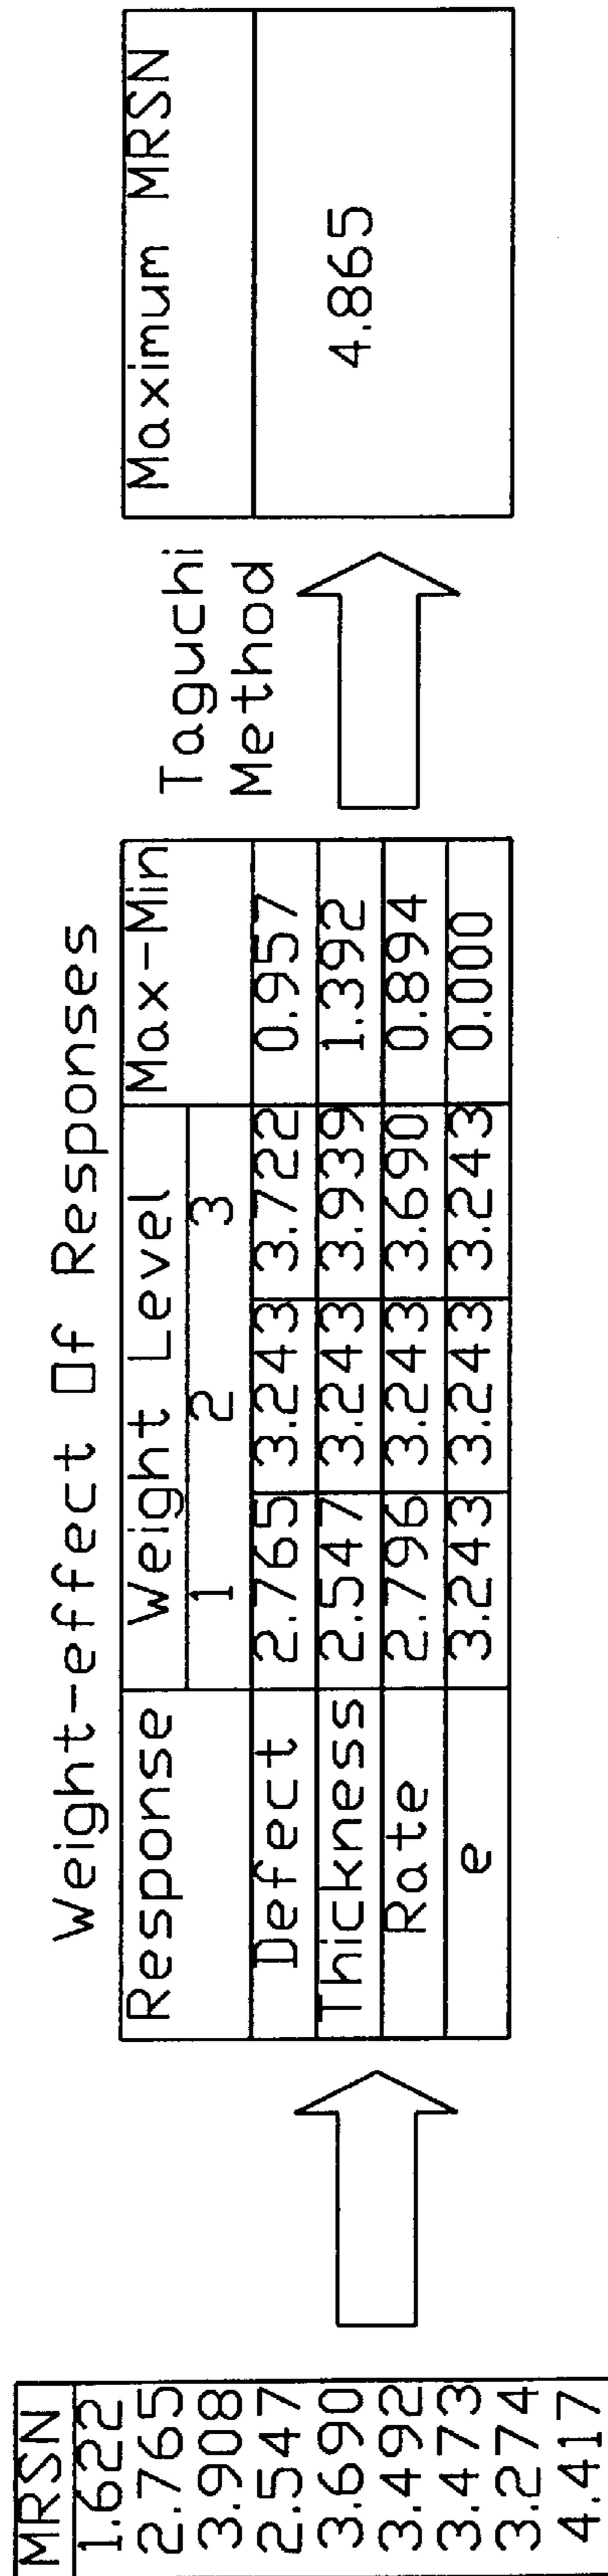 MRSN
1.622
2.765
3.908
2.547
3.690
3.492
3.473
3.274
4.417
Weight-effect Of Responses
Response Weight Level Max-Min
1 2 3
Defect 2.765 3.243 3.722 0.957
Thickness 2.547 3.243 3.939 1.392
Rate 2.796 3.243 3.690 0.894
e 3.243 3.243 3.243 0.000
Taguchi
Method
Maximum MRSN
4.865